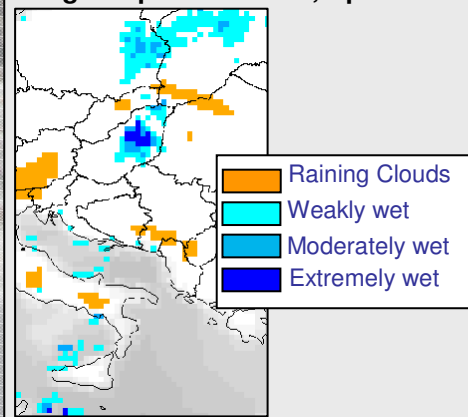 Raining Clouds
Weakly wet
Moderately wet
Extremely wet